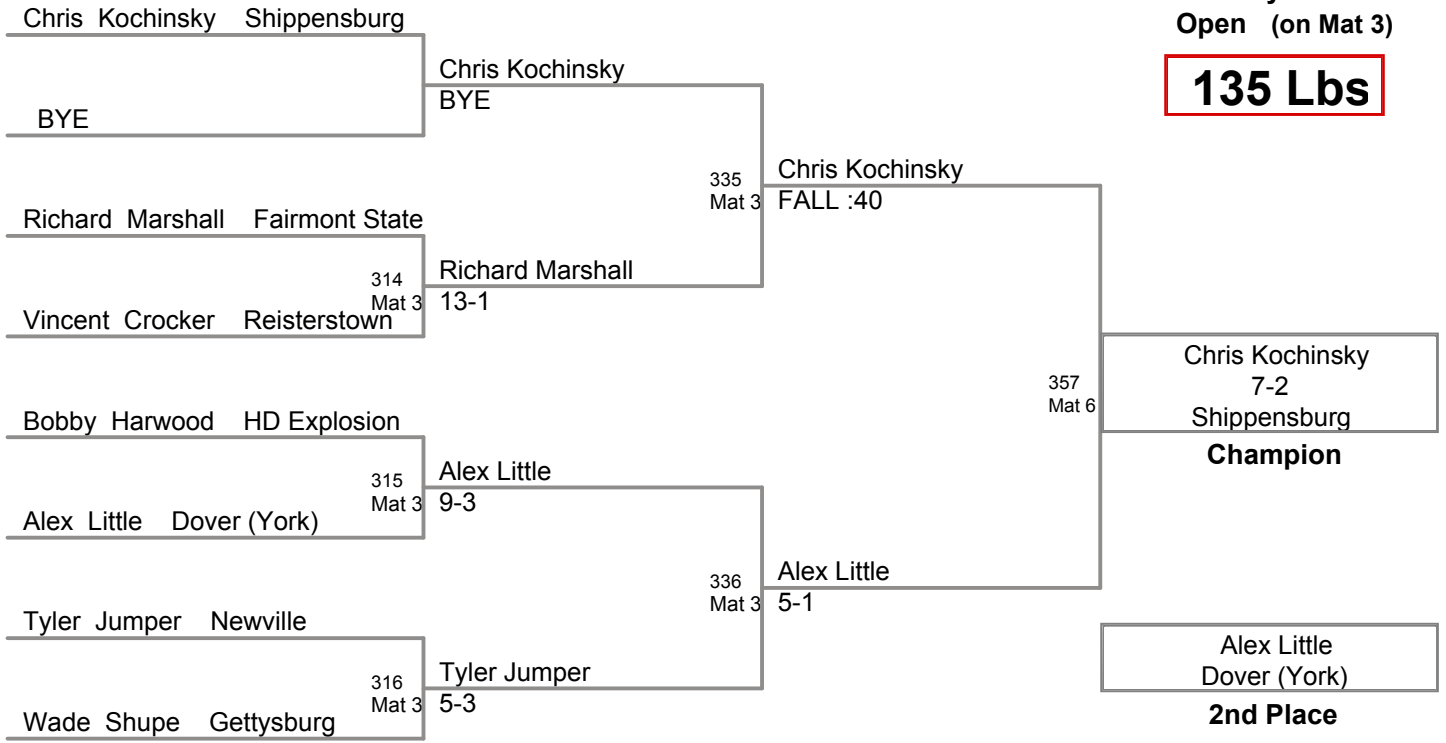 Open (on Mat 3)
135 Lbs
Chris Kochinsky Shippensburg
BYE
Chris Kochinsky
BYE
Richard Marshall Fairmont State
Vincent Crocker Reisterstown
314
Mat 3
Richard Marshall
13-1
335
Mat 3
Chris Kochinsky
FALL :40
Bobby Harwood HD Explosion
Alex Little Dover (York)
315
Mat 3
Alex Little
9-3
Tyler Jumper Newville
Wade Shupe Gettysburg
316
Mat 3
Tyler Jumper
5-3
336
Mat 3
Alex Little
5-1
357
Mat 6
Chris Kochinsky
7-2
Shippensburg
Champion
Alex Little
Dover (York)
2nd Place